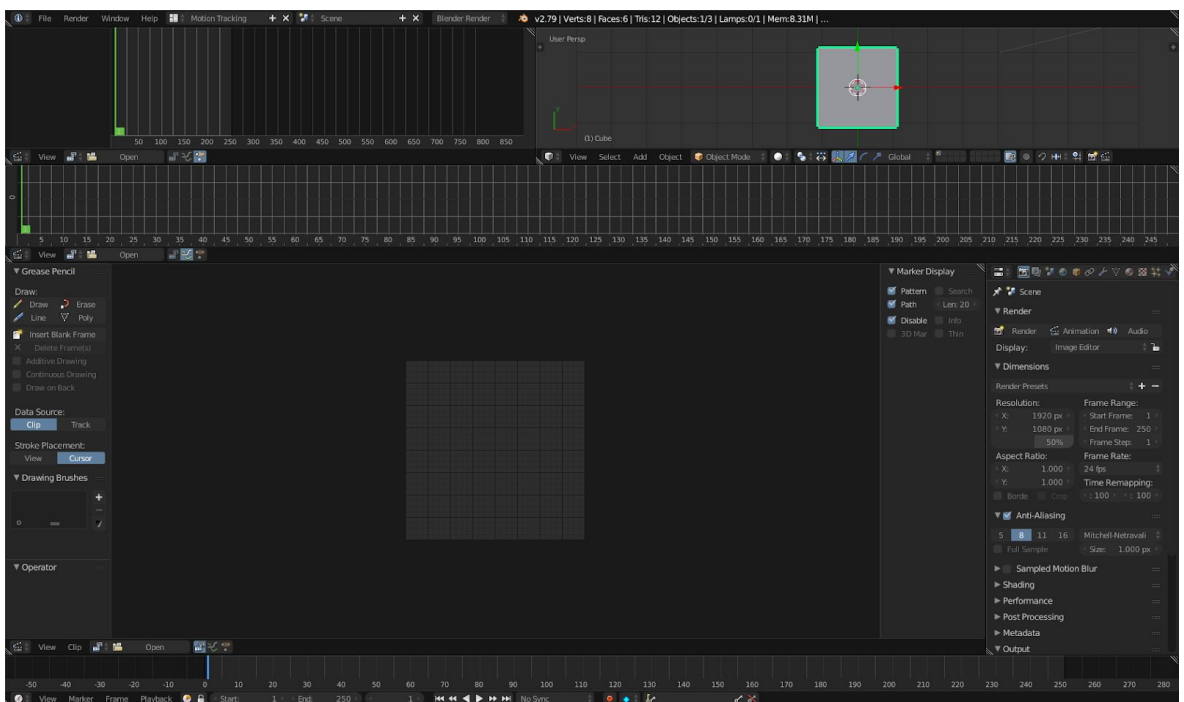 File Render Window Help Motion Tracking Scene Blender Render v2.79 | Verts:8 | Faces:6 | Tris:12 | Objects:1/3 | Lamps:0/1 | Mem:8.31M | ...
User Persp
(1) Cube
1
50 100 150 200 250 300 350 400 450 500 550 600 650 700 750 800 850
View Open
View Select Add Object Object Mode Global
0
1
5 10 15 20 25 30 35 40 45 50 55 60 65 70 75 80 85 90 95 100 105 110 115 120 125 130 135 140 145 150 155 160 165 170 175 180 185 190 195 200 205 210 215 220 225 230 235 240 245
View Open
Grease Pencil
Draw:
Draw Erase
Line Poly
Insert Blank Frame
Delete Frame(s)
Additive Drawing
Continuous Drawing
Draw on Back
Data Source:
Clip Track
Stroke Placement:
View Cursor
Drawing Brushes
Operator
Marker Display
Pattern Search
Path Len: 20
Disable Info
3D Mar Thin
Scene
Render
Render Animation Audio
Display: Image Editor
Dimensions
Render Presets
Resolution: Frame Range:
X: 1920 px Start Frame: 1
Y: 1080 px End Frame: 250
50% Frame Step: 1
Aspect Ratio: Frame Rate:
X: 1.000 24 fps
Y: 1.000 Time Remapping:
Borde Crop : 100 : 100
Anti-Aliasing
5 8 11 16 Mitchell-Netravali
Full Sample Size: 1.000 px
Sampled Motion Blur
Shading
Performance
Post Processing
Metadata
Output
View Clip Open
-50 -40 -30 -20 -10 0 10 20 30 40 50 60 70 80 90 100 110 120 130 140 150 160 170 180 190 200 210 220 230 240 250 260 270 280
View Marker Frame Playback Start: 1 End: 250 1 No Sync